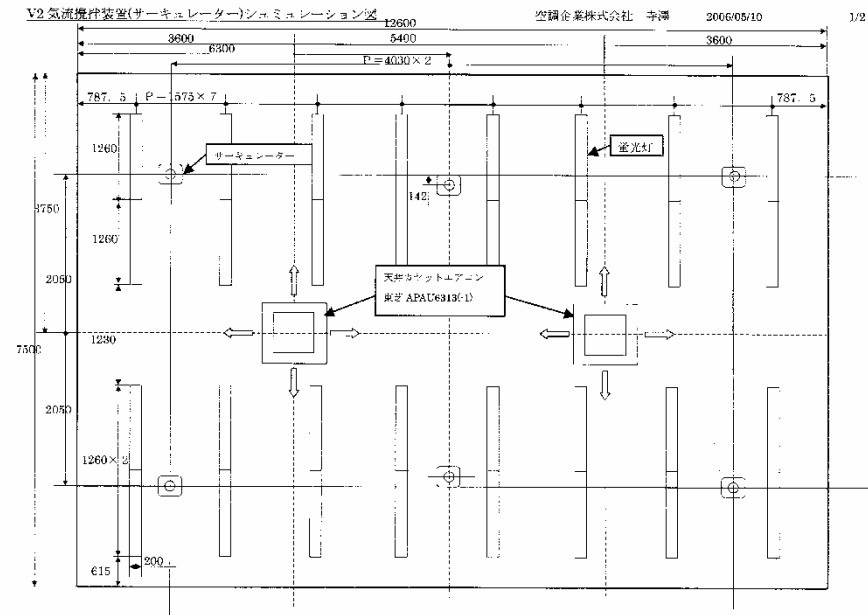 V2 気流攪拌装置(サーキュレーター)シュミュレーション図
空調企業株式会社 寺澤 2006/05/10 1/2
12600
3600 5400 3600
6300
P=4030×2
787.5 P=1575×7 787.5
1260
サーキュレーター
蛍光灯
142
3750
1260
2050
天井カセットエアコン
東芝 APAU6313(-1)
1230
7500
2050
1260×2
615
200